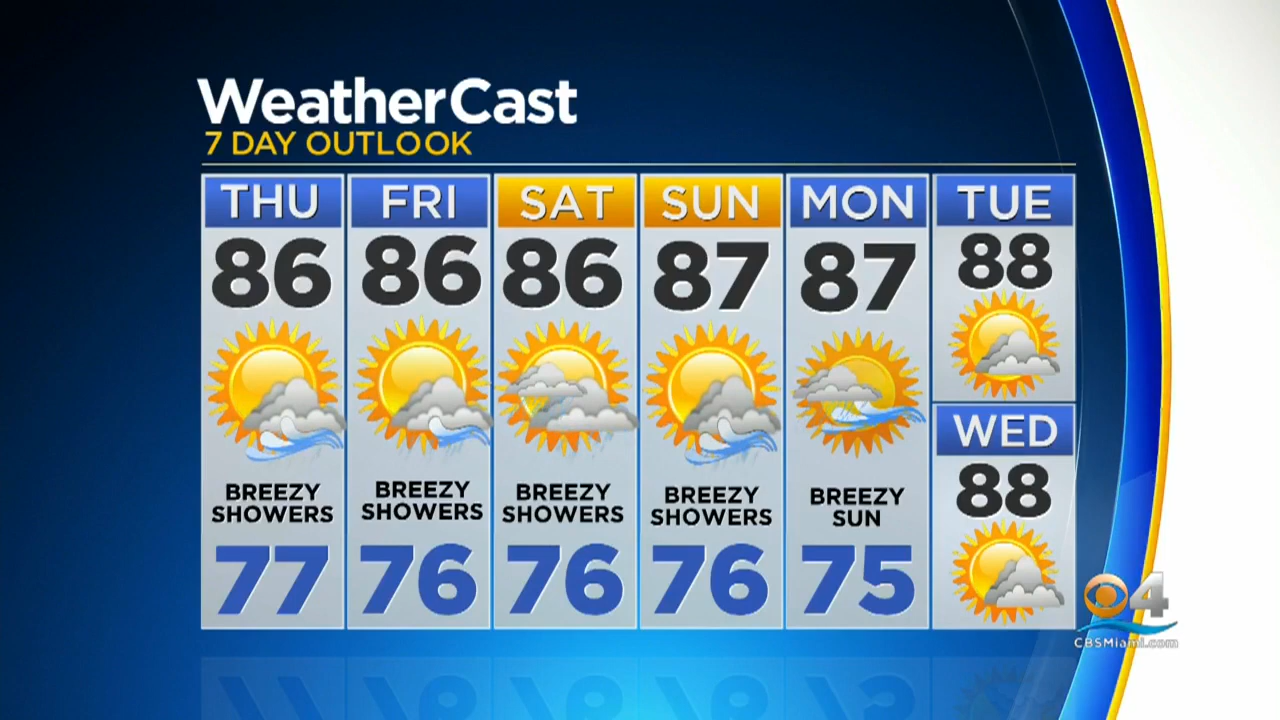 WeatherCast
7 DAY OUTLOOK
THU
86
BREEZY
SHOWERS
77
FRI
86
BREEZY
SHOWERS
76
SAT
86
BREEZY
SHOWERS
76
SUN
87
BREEZY
SHOWERS
76
MON
87
BREEZY
SUN
75
TUE
88
WED
88
4
CBSMiami.com